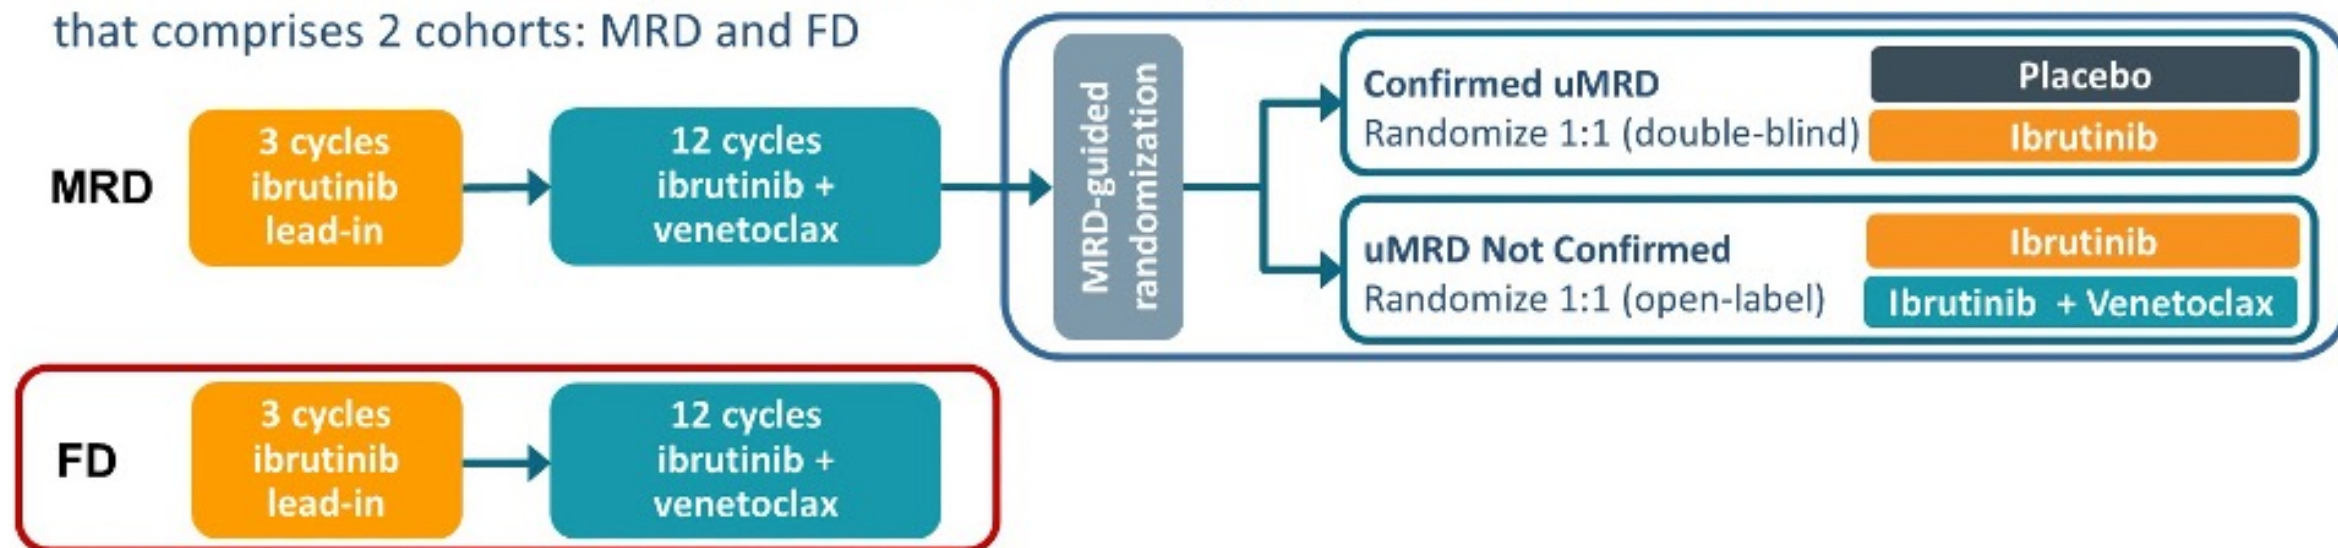 that comprises 2 cohorts: MRD and FD
MRD
3 cycles
ibrutinib
lead-in
12 cycles
ibrutinib +
venetoclax
MRD-guided
randomization
Confirmed uMRD
Randomize 1:1 (double-blind)
Placebo
Ibrutinib
uMRD Not Confirmed
Randomize 1:1 (open-label)
Ibrutinib
Ibrutinib + Venetoclax
FD
3 cycles
ibrutinib
lead-in
12 cycles
ibrutinib +
venetoclax